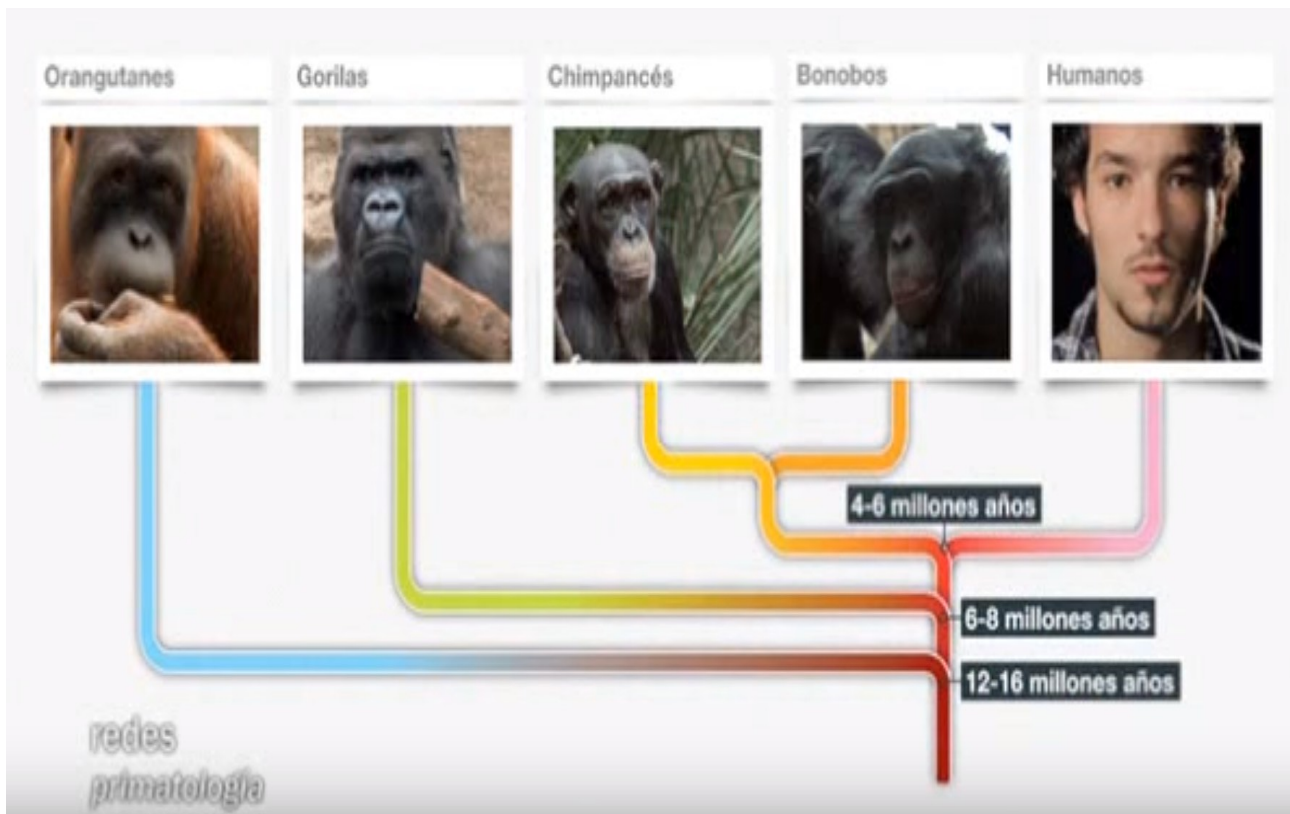 Orangutanes
Gorilas
Chimpancés
Bonobos
Humanos
4-6 millones años
6-8 millones años
12-16 millones años
redes
primatología